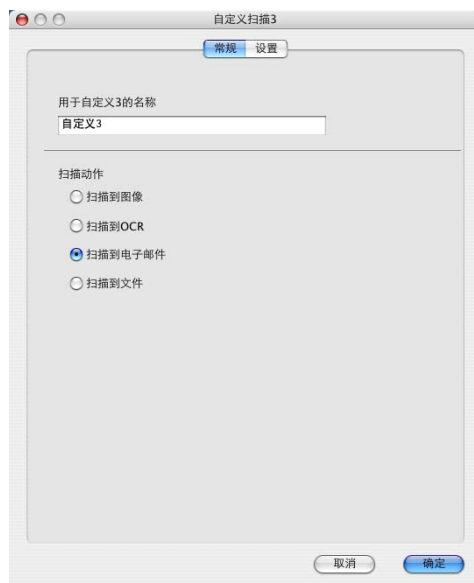 自定义扫描3
常规 设置
用于自定义3的名称
自定义3
扫描动作
扫描到图像
扫描到OCR
扫描到电子邮件
扫描到文件
取消 确定